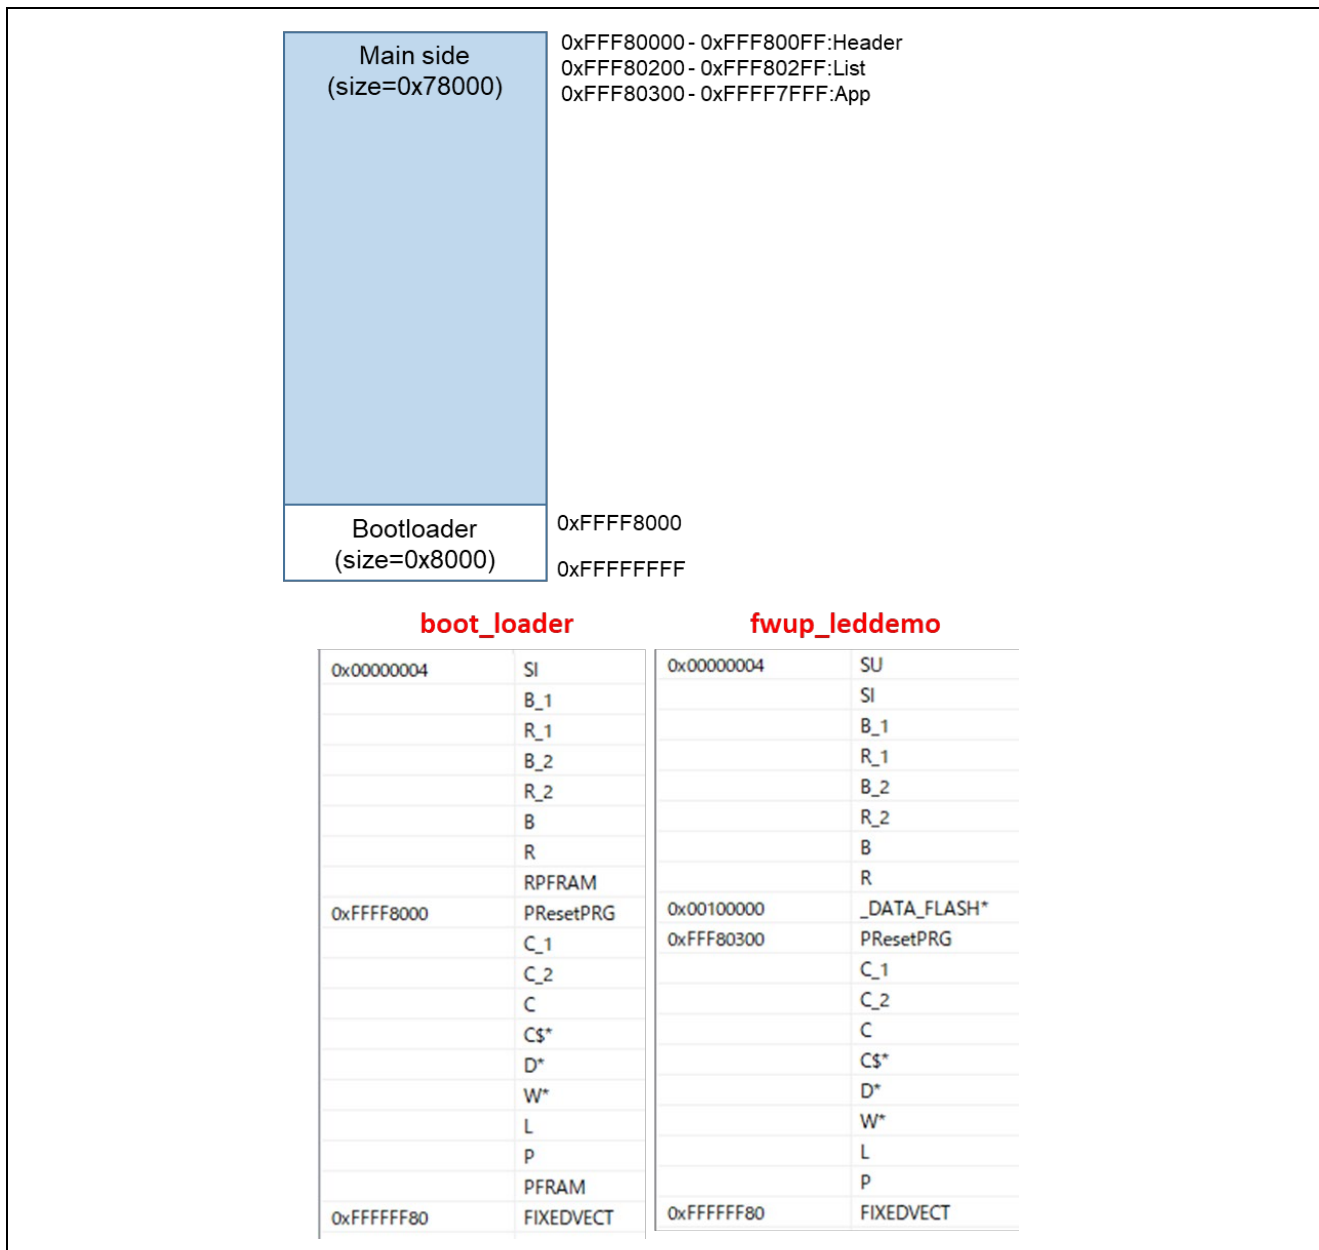 Main side
(size=0x78000)
0xFFF80000 - 0xFFF800FF:Header
0xFFF80200 - 0xFFF802FF:List
0xFFF80300 - 0xFFFF7FFF:App
Bootloader
(size=0x8000)
0xFFFF8000
0xFFFFFFFF
boot_loader
0x00000004 SI
B_1
R_1
B_2
R_2
B
R
RPFRAM
0xFFFF8000 PResetPRG
C_1
C_2
C
C$*
D*
W*
L
P
PFRAM
0xFFFFFF80 FIXEDVECT
fwup_leddemo
0x00000004 SU
SI
B_1
R_1
B_2
R_2
B
R
0x00100000 _DATA_FLASH*
0xFFF80300 PResetPRG
C_1
C_2
C
C$*
D*
W*
L
P
0xFFFFFF80 FIXEDVECT